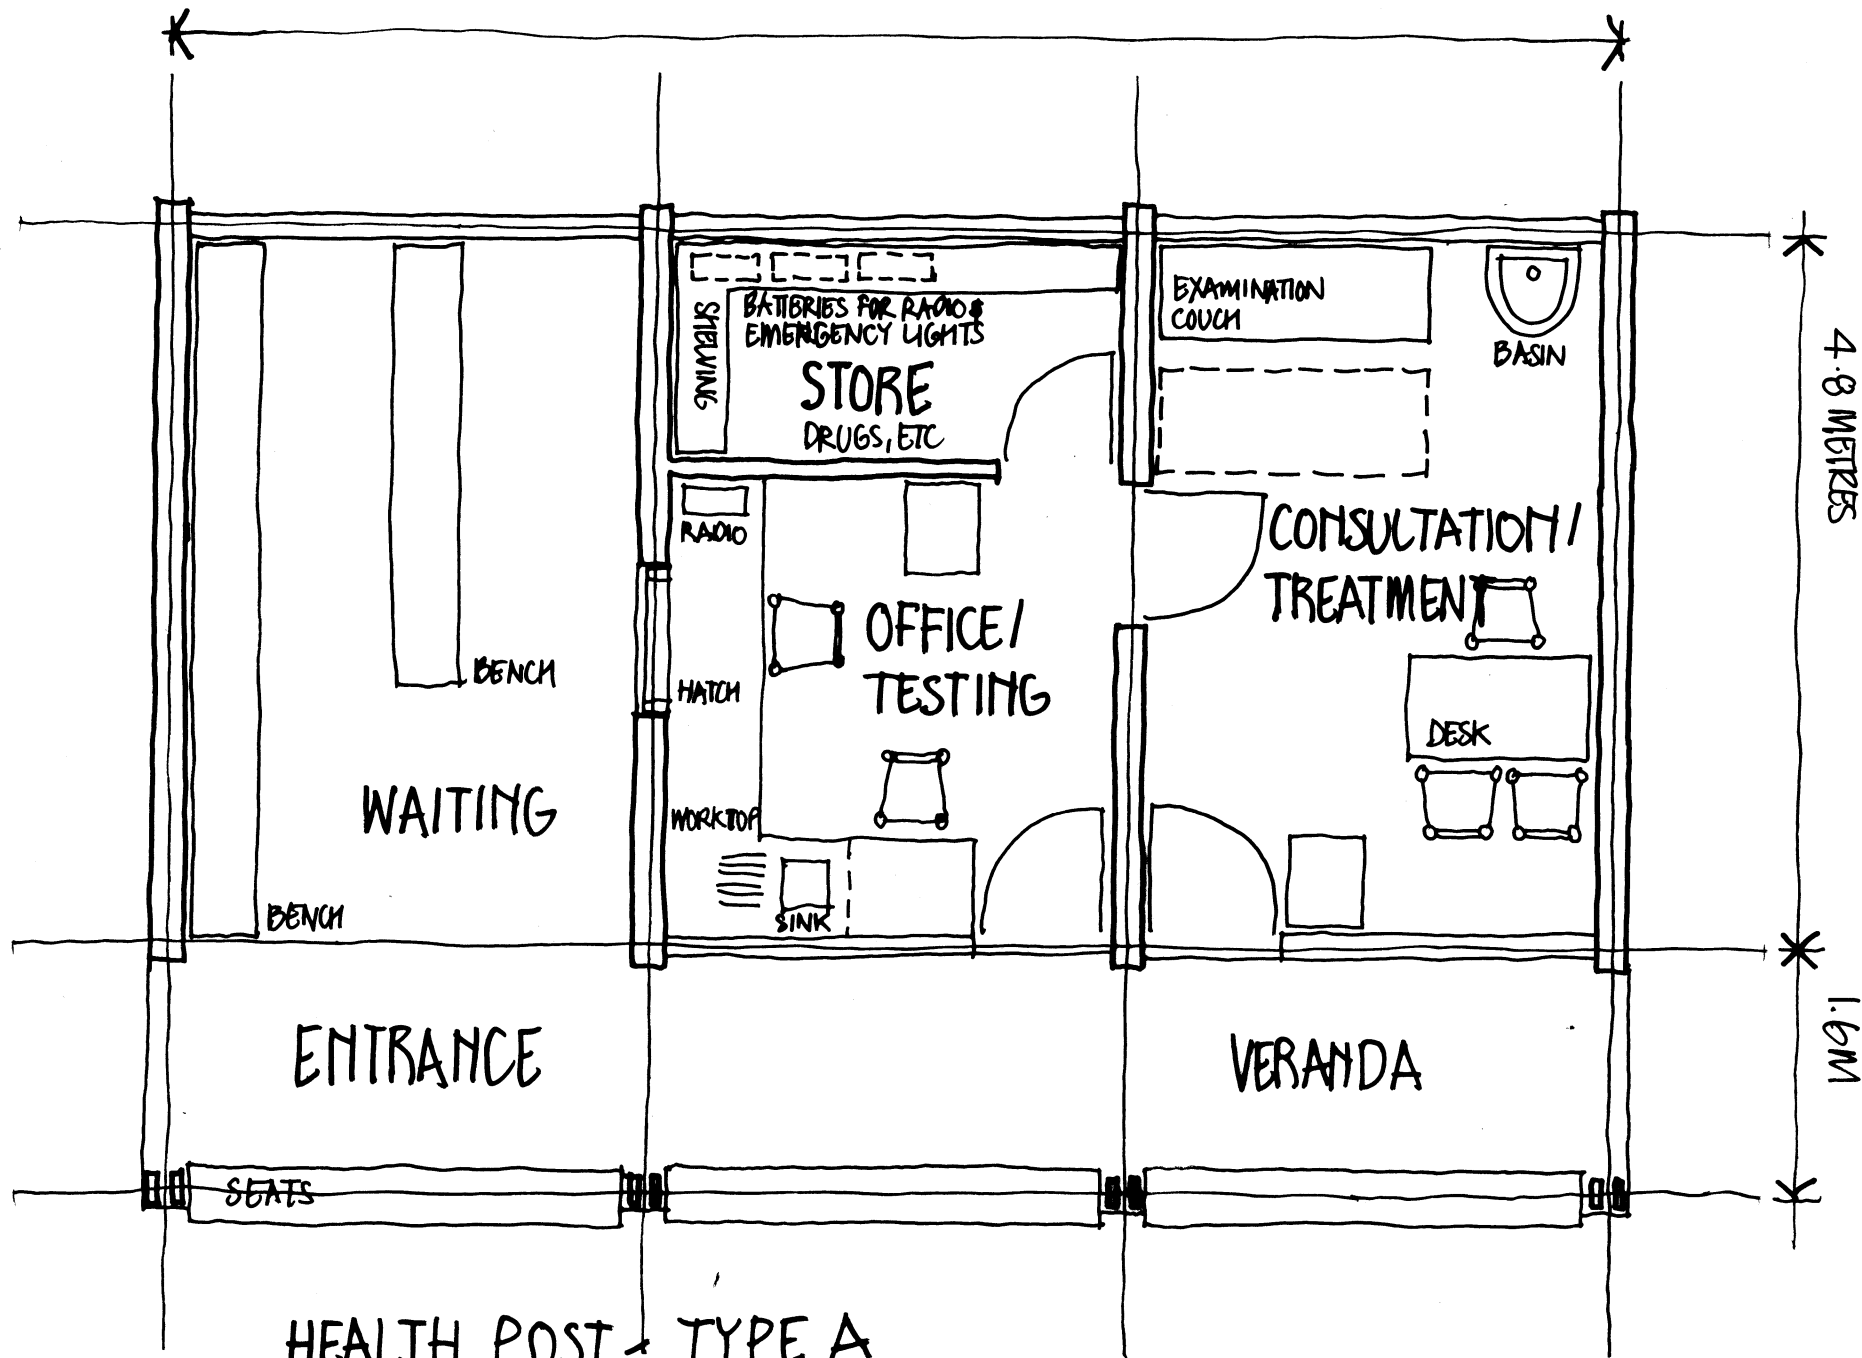 BATTERIES FOR RADIO &
EMERGENCY LIGHTS
SHELVING
STORE
DRUGS, ETC
EXAMINATION
COUCH
BASIN
4.8 METRES
RADIO
CONSULTATION/
TREATMENT
OFFICE/
TESTING
HATCH
BENCH
DESK
WAITING
WORKTOP
BENCH
SINK
ENTRANCE
VERANDA
1.6M
SEATS
HEALTH POST - TYPE A